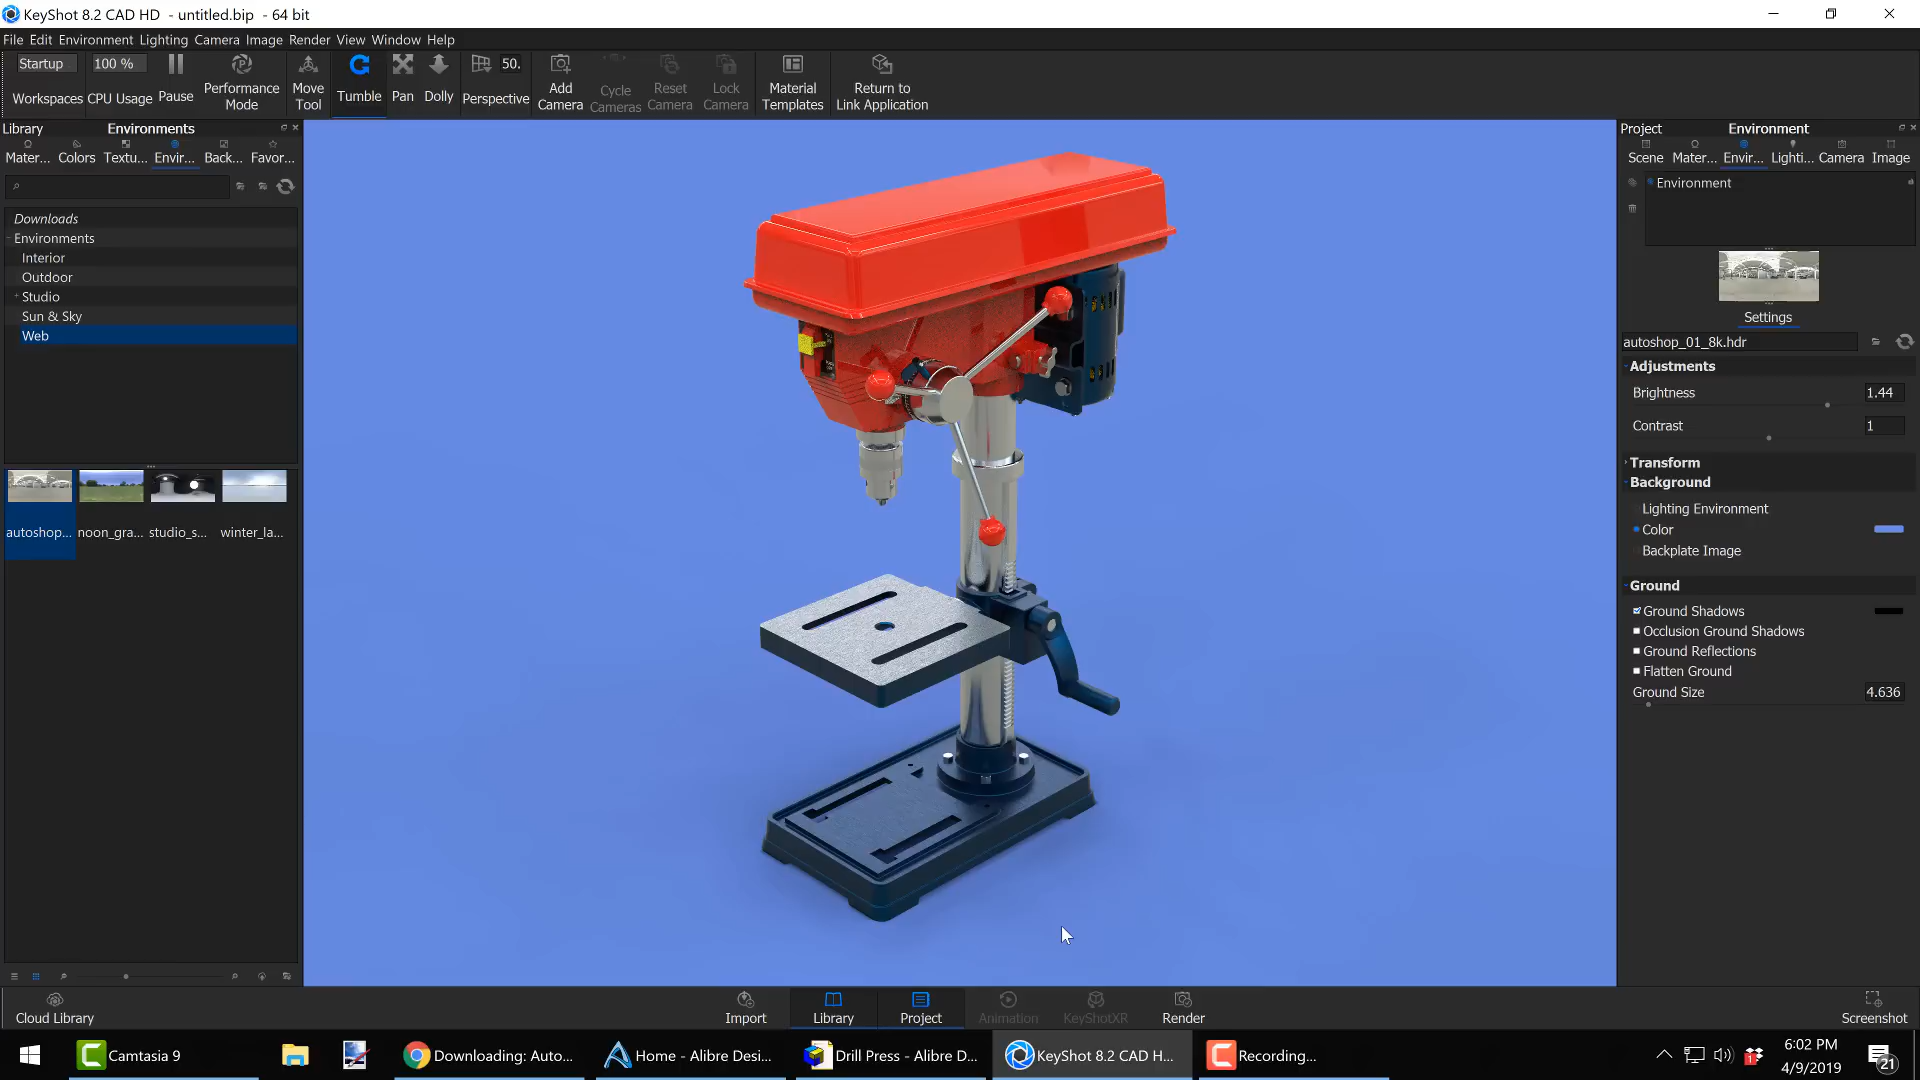 KeyShot 8.2 CAD HD - untitled.bip - 64 bit
File Edit Environment Lighting Camera Image Render View Window Help
Startup 100 % 50.
Workspaces CPU Usage Pause Performance Mode Move Tool Tumble Pan Dolly Perspective Add Camera Cycle Cameras Reset Camera Lock Camera Material Templates Return to Link Application
Library Environments
Mater... Colors Textu... Envir... Back... Favor...
Downloads
Environments
Interior
Outdoor
Studio
Sun & Sky
Web
autoshop... noon_gra... studio_s... winter_la...
Project Environment
Scene Mater... Envir... Lighti... Camera Image
Environment
Settings
autoshop_01_8k.hdr
Adjustments
Brightness 1.44
Contrast 1
Transform
Background
Lighting Environment
Color
Backplate Image
Ground
Ground Shadows
Occlusion Ground Shadows
Ground Reflections
Flatten Ground
Ground Size 4.636
Cloud Library Import Library Project Animation KeyShotXR Render Screenshot
Camtasia 9 Downloading: Auto... Home - Alibre Desi... Drill Press - Alibre D... KeyShot 8.2 CAD H... Recording...
6:02 PM
4/9/2019
21